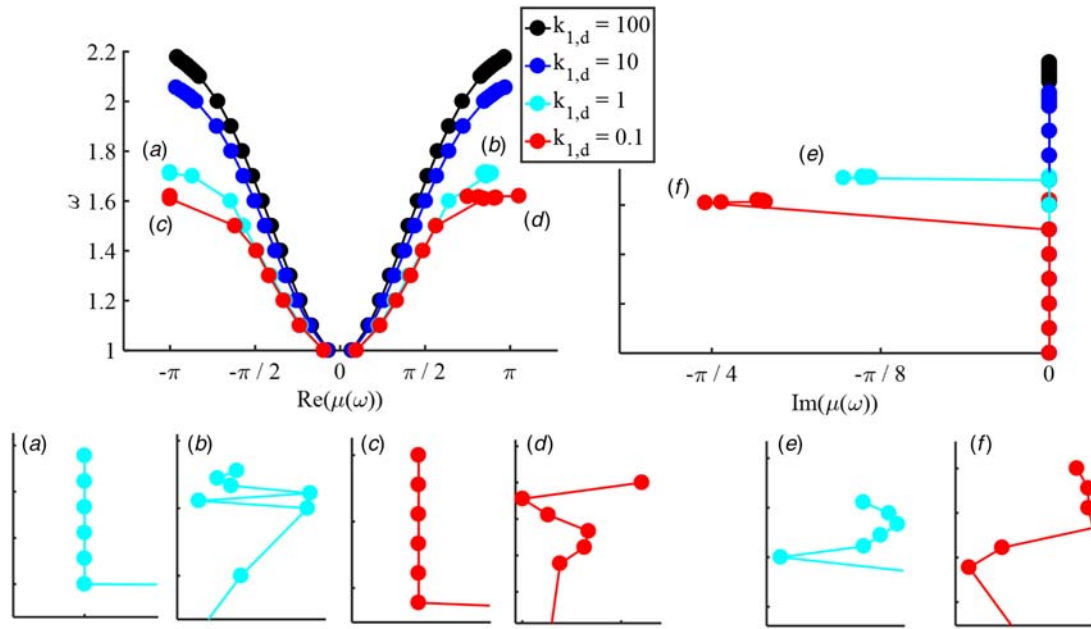 k1,d = 100
k1,d = 10
k1,d = 1
k1,d = 0.1
2.2
2
1.8
1.6
1.4
1.2
1
ω
(a)
(b)
(c)
(d)
-π
-π / 2
0
π / 2
π
Re(μ(ω))
(e)
(f)
-π / 4
-π / 8
0
Im(μ(ω))
(a)
(b)
(c)
(d)
(e)
(f)